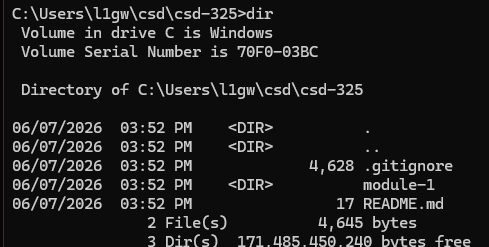 C:\Users\l1gw\csd\csd-325>dir
 Volume in drive C is Windows
 Volume Serial Number is 70F0-03BC

 Directory of C:\Users\l1gw\csd\csd-325

06/07/2026  03:52 PM    <DIR>          .
06/07/2026  03:52 PM    <DIR>          ..
06/07/2026  03:52 PM             4,628 .gitignore
06/07/2026  03:52 PM    <DIR>          module-1
06/07/2026  03:52 PM                17 README.md
               2 File(s)          4,645 bytes
               3 Dir(s)  171,485,450,240 bytes free